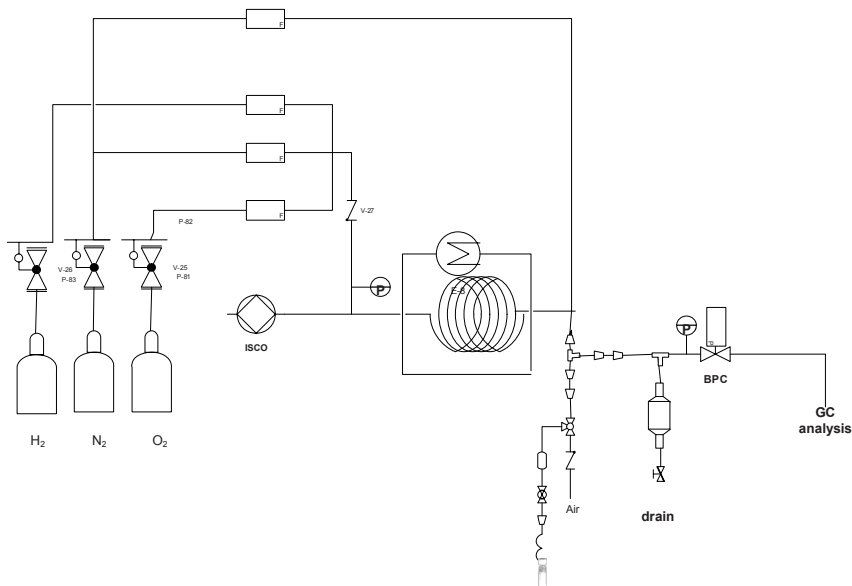 F
F
F
F
P-82
V-27
V-26
P-83
V-25
P-81
P
E-8
ISCO
P
BPC
H₂
N₂
O₂
GC
analysis
Air
drain